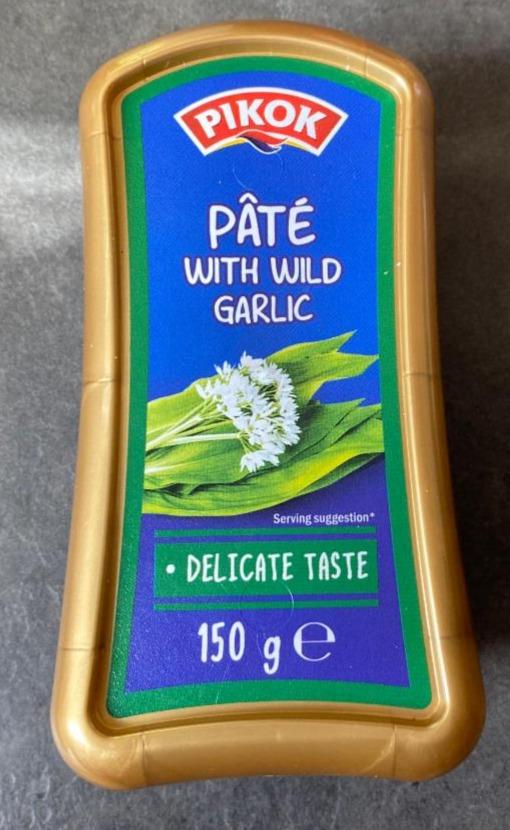 PIKOK
PÂTÉ
WITH WILD
GARLIC
Serving suggestion*
• DELICATE TASTE
150 g ℮